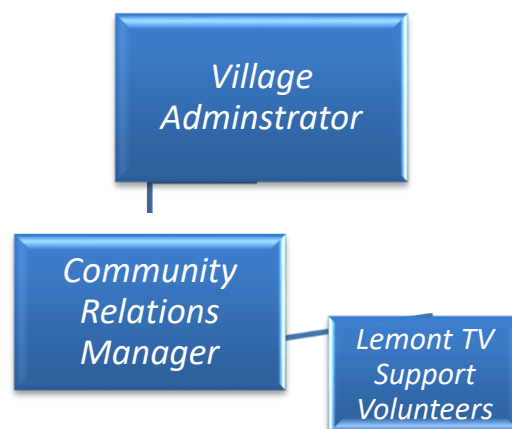 Village
Adminstrator
Community
Relations
Manager
Lemont TV
Support
Volunteers